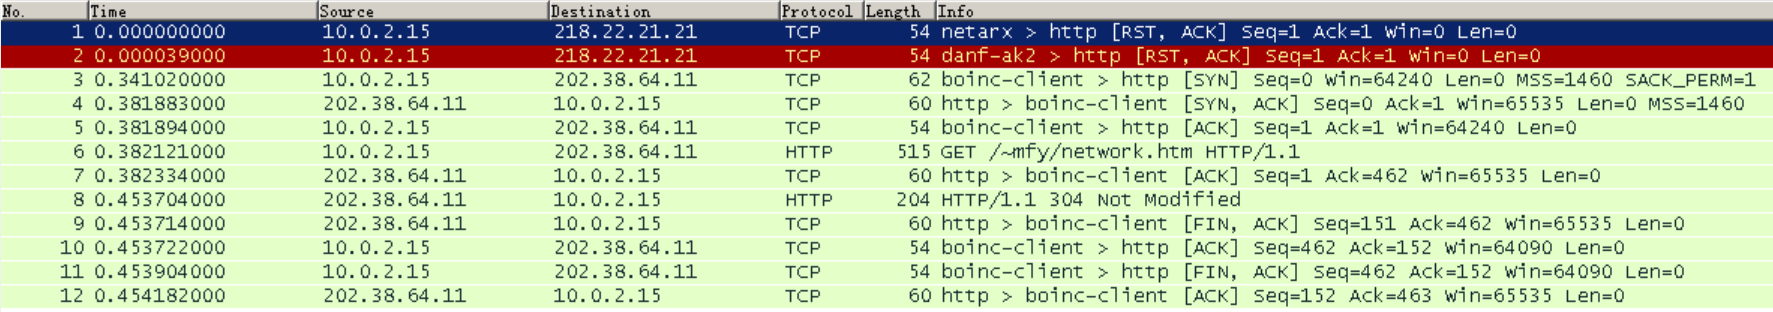 No. Time Source Destination Protocol Length Info
1 0.000000000 10.0.2.15 218.22.21.21 TCP 54 netarx > http [RST, ACK] Seq=1 Ack=1 Win=0 Len=0
2 0.000039000 10.0.2.15 218.22.21.21 TCP 54 danf-ak2 > http [RST, ACK] Seq=1 Ack=1 Win=0 Len=0
3 0.341020000 10.0.2.15 202.38.64.11 TCP 62 boinc-client > http [SYN] Seq=0 Win=64240 Len=0 MSS=1460 SACK_PERM=1
4 0.381883000 202.38.64.11 10.0.2.15 TCP 60 http > boinc-client [SYN, ACK] Seq=0 Ack=1 Win=65535 Len=0 MSS=1460
5 0.381894000 10.0.2.15 202.38.64.11 TCP 54 boinc-client > http [ACK] Seq=1 Ack=1 Win=64240 Len=0
6 0.382121000 10.0.2.15 202.38.64.11 HTTP 515 GET /~mfy/network.htm HTTP/1.1
7 0.382334000 202.38.64.11 10.0.2.15 TCP 60 http > boinc-client [ACK] Seq=1 Ack=462 Win=65535 Len=0
8 0.453704000 202.38.64.11 10.0.2.15 HTTP 204 HTTP/1.1 304 Not Modified
9 0.453714000 202.38.64.11 10.0.2.15 TCP 60 http > boinc-client [FIN, ACK] Seq=151 Ack=462 Win=65535 Len=0
10 0.453722000 10.0.2.15 202.38.64.11 TCP 54 boinc-client > http [ACK] Seq=462 Ack=152 Win=64090 Len=0
11 0.453904000 10.0.2.15 202.38.64.11 TCP 54 boinc-client > http [FIN, ACK] Seq=462 Ack=152 Win=64090 Len=0
12 0.454182000 202.38.64.11 10.0.2.15 TCP 60 http > boinc-client [ACK] Seq=152 Ack=463 Win=65535 Len=0